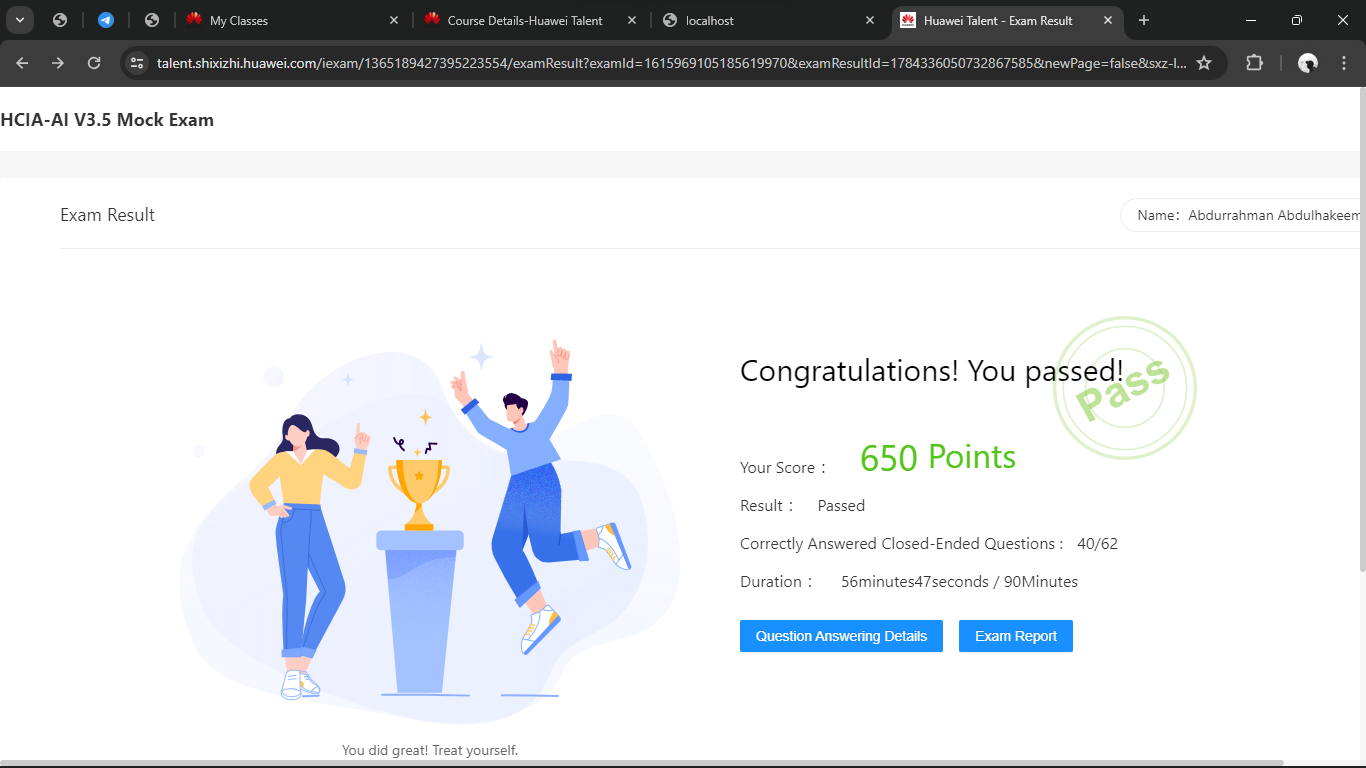 My Classes
Course Details-Huawei Talent
localhost
Huawei Talent - Exam Result
talent.shixizhi.huawei.com/iexam/1365189427395223554/examResult?examId=1615969105185619970&examResultId=1784336050732867585&newPage=false&sxz-l...
HCIA-AI V3.5 Mock Exam
Exam Result
Name: Abdurrahman Abdulhakeem
Congratulations! You passed!
Pass
Your Score : 650 Points
Result : Passed
Correctly Answered Closed-Ended Questions : 40/62
Duration : 56minutes47seconds / 90Minutes
Question Answering Details
Exam Report
You did great! Treat yourself.